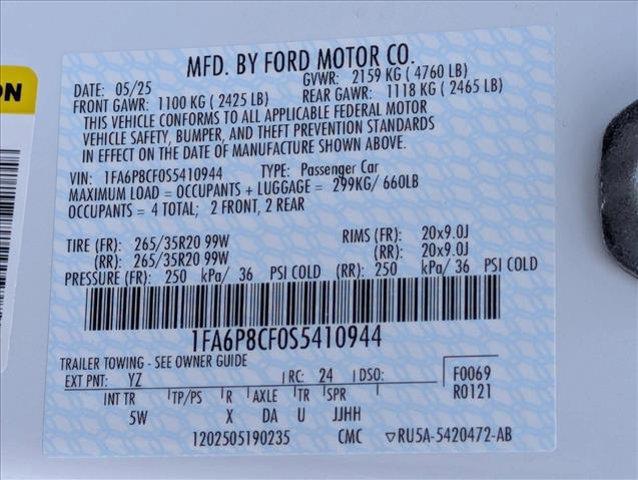 ON
MFD. BY FORD MOTOR CO.
DATE: 05/25
GVWR: 2159 KG (4760 LB)
FRONT GAWR: 1100 KG (2425 LB)
REAR GAWR: 1118 KG (2465 LB)
THIS VEHICLE CONFORMS TO ALL APPLICABLE FEDERAL MOTOR
VEHICLE SAFETY, BUMPER, AND THEFT PREVENTION STANDARDS
IN EFFECT ON THE DATE OF MANUFACTURE SHOWN ABOVE.
VIN: 1FA6P8CF0S5410944 TYPE: Passenger Car
MAXIMUM LOAD = OCCUPANTS + LUGGAGE = 299KG/ 660LB
OCCUPANTS = 4 TOTAL; 2 FRONT, 2 REAR
TIRE (FR): 265/35R20 99W RIMS (FR): 20x9.0J
(RR): 265/35R20 99W (RR): 20x9.0J
PRESSURE (FR): 250 kPa/ 36 PSI COLD (RR): 250 kPa/ 36 PSI COLD
1FA6P8CF0S5410944
TRAILER TOWING - SEE OWNER GUIDE
EXT PNT: YZ RC: 24 DSO: F0069
R0121
INT TR TP/PS R AXLE TR SPR
5W X DA U JJHH
1202505190235 CMC ▽RU5A-5420472-AB